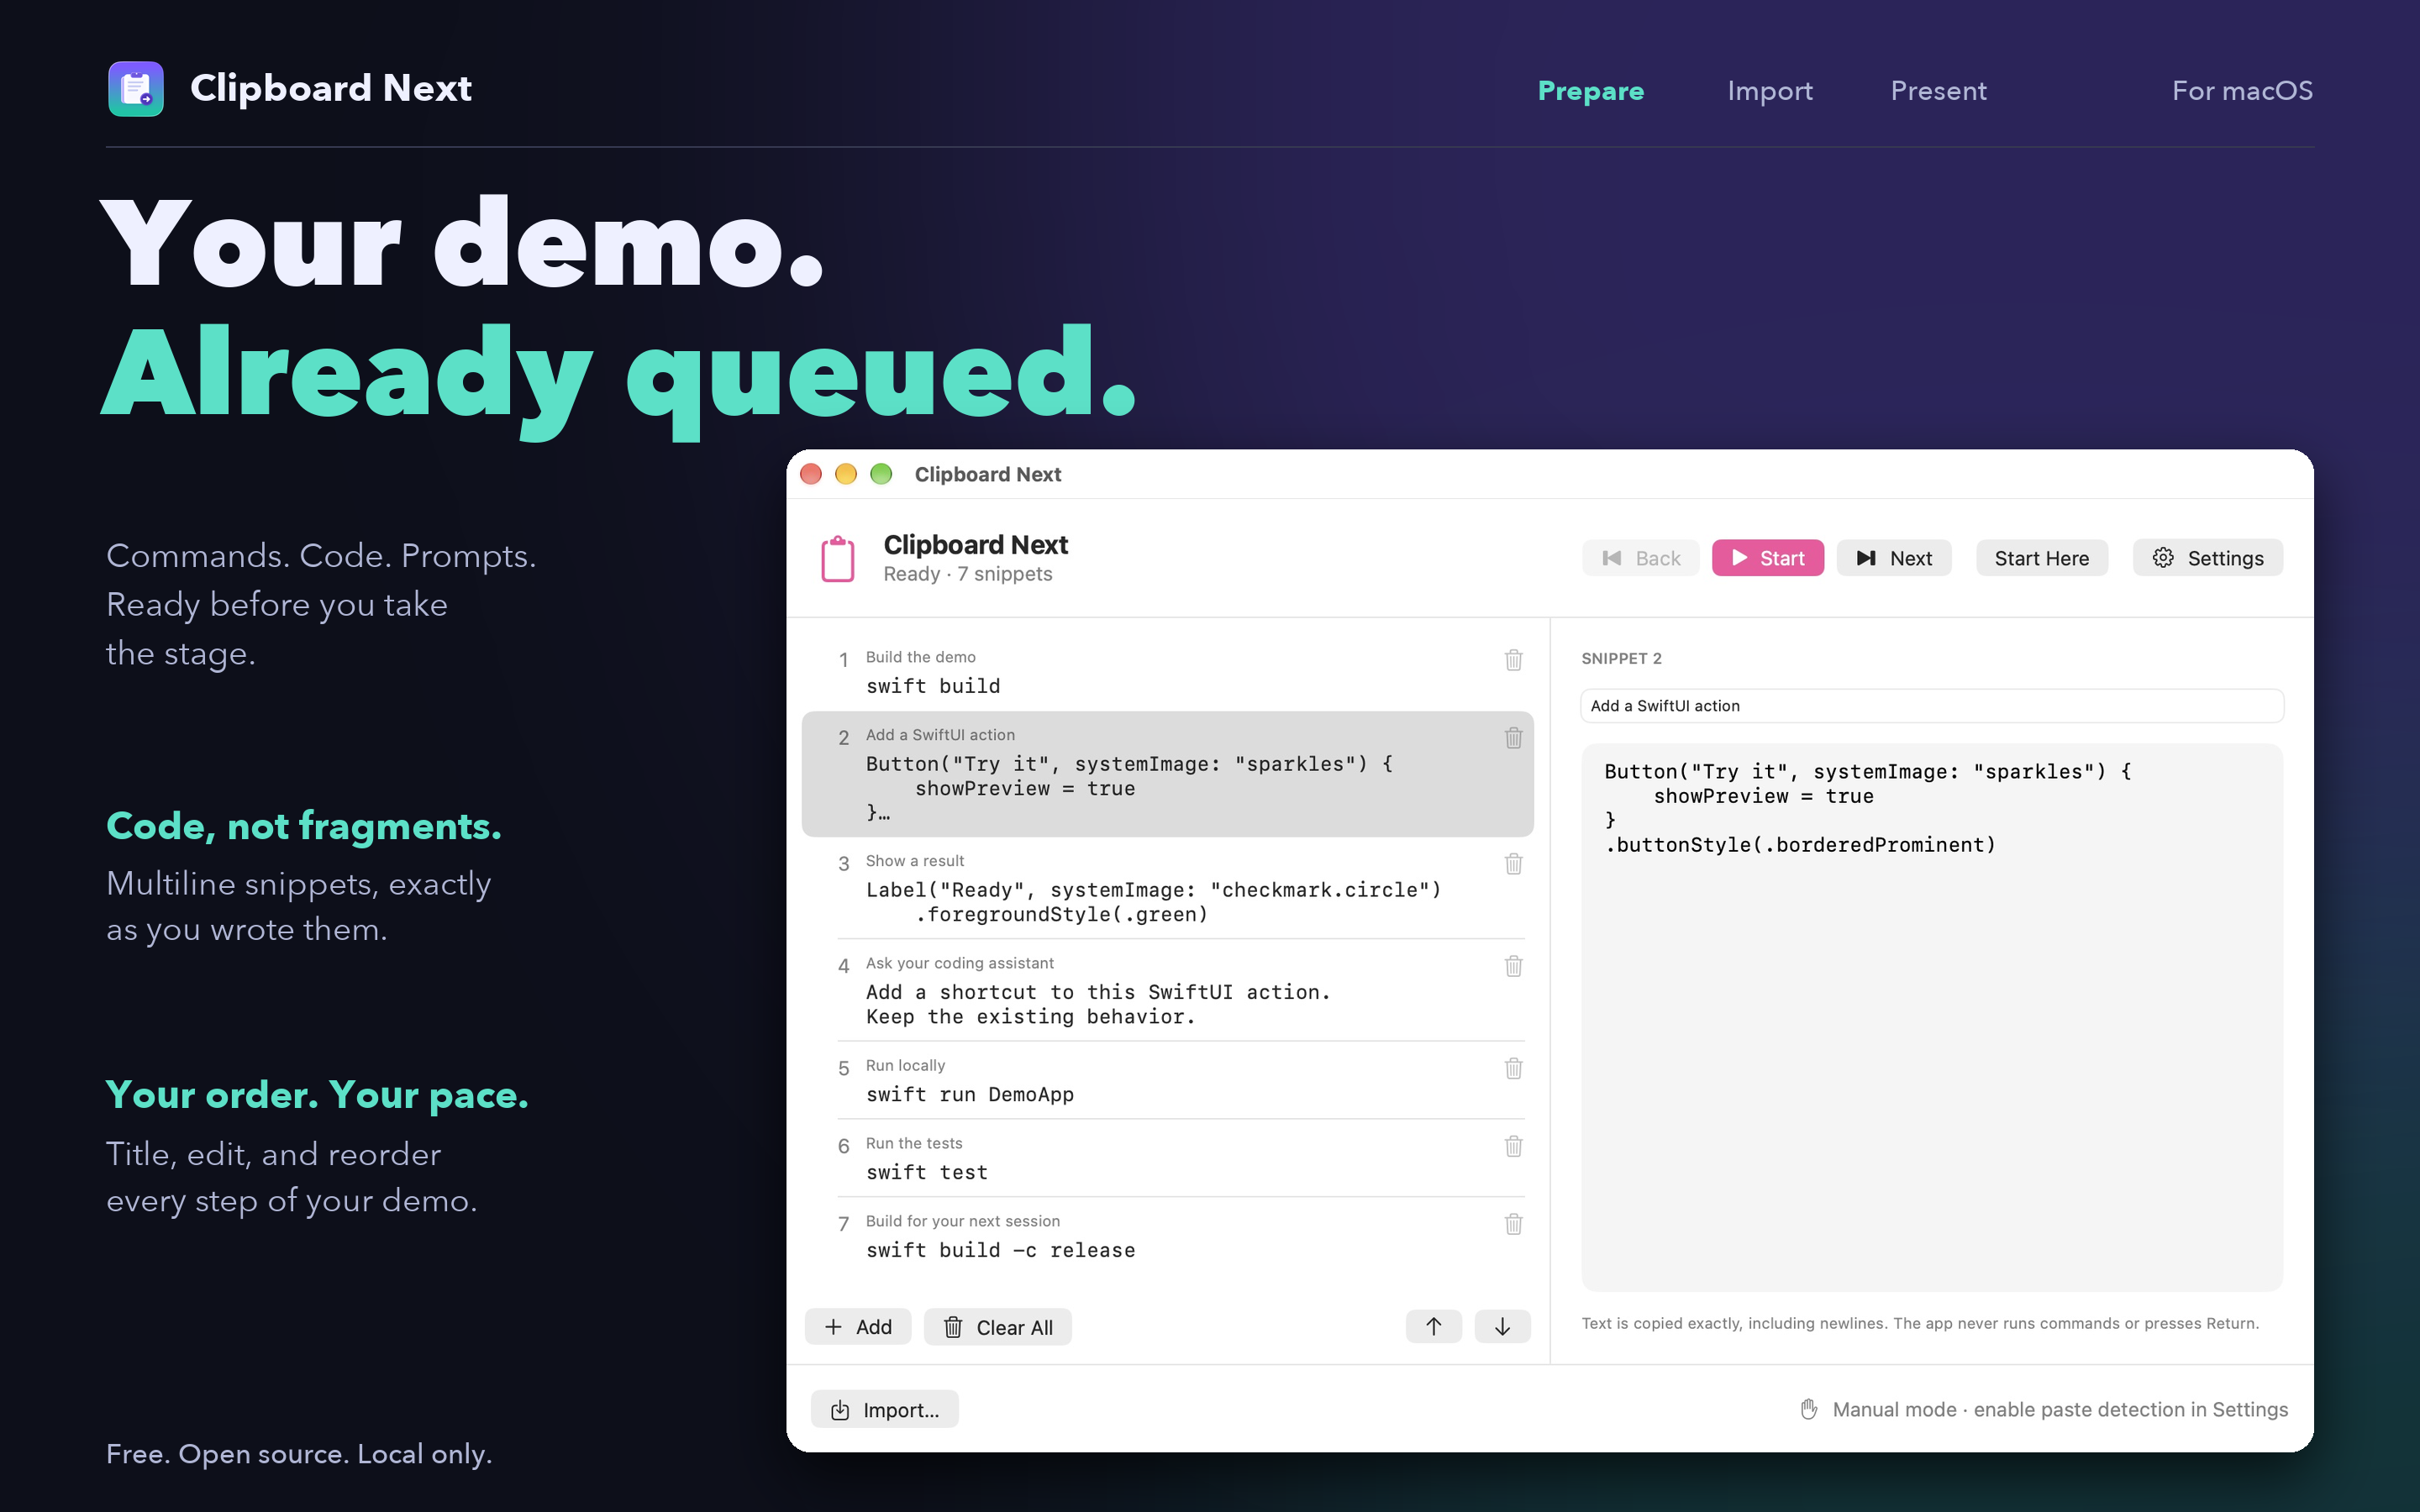 Clipboard Next
Prepare
Import
Present
For macOS
Your demo.
Already queued.
Commands. Code. Prompts.
Ready before you take
the stage.
Code, not fragments.
Multiline snippets, exactly
as you wrote them.
Your order. Your pace.
Title, edit, and reorder
every step of your demo.
Free. Open source. Local only.
Clipboard Next
Clipboard Next
Ready · 7 snippets
Back
Start
Next
Start Here
Settings
1 Build the demo
swift build
2 Add a SwiftUI action
Button("Try it", systemImage: "sparkles") {
    showPreview = true
}…
3 Show a result
Label("Ready", systemImage: "checkmark.circle")
    .foregroundStyle(.green)
4 Ask your coding assistant
Add a shortcut to this SwiftUI action.
Keep the existing behavior.
5 Run locally
swift run DemoApp
6 Run the tests
swift test
7 Build for your next session
swift build -c release
Add
Clear All
SNIPPET 2
Add a SwiftUI action
Button("Try it", systemImage: "sparkles") {
    showPreview = true
}
.buttonStyle(.borderedProminent)
Text is copied exactly, including newlines. The app never runs commands or presses Return.
Import...
Manual mode · enable paste detection in Settings